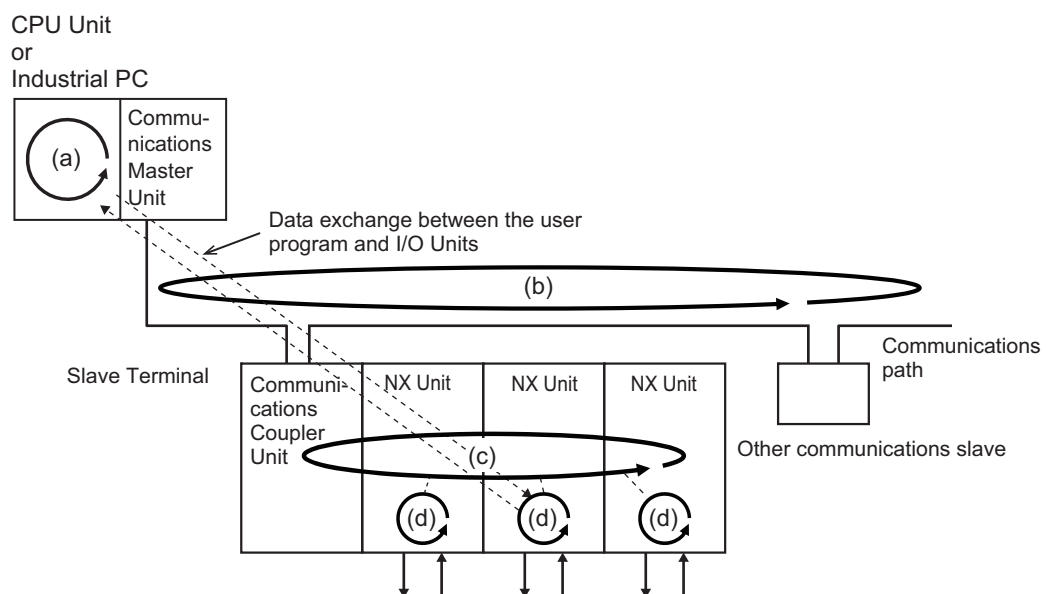 CPU Unit
or
Industrial PC
Commu-
nications
Master
Unit
(a)
Data exchange between the user
program and I/O Units
(b)
Communications
path
Slave Terminal
Communi-
cations
Coupler
Unit
NX Unit
NX Unit
NX Unit
Other communications slave
(c)
(d)
(d)
(d)